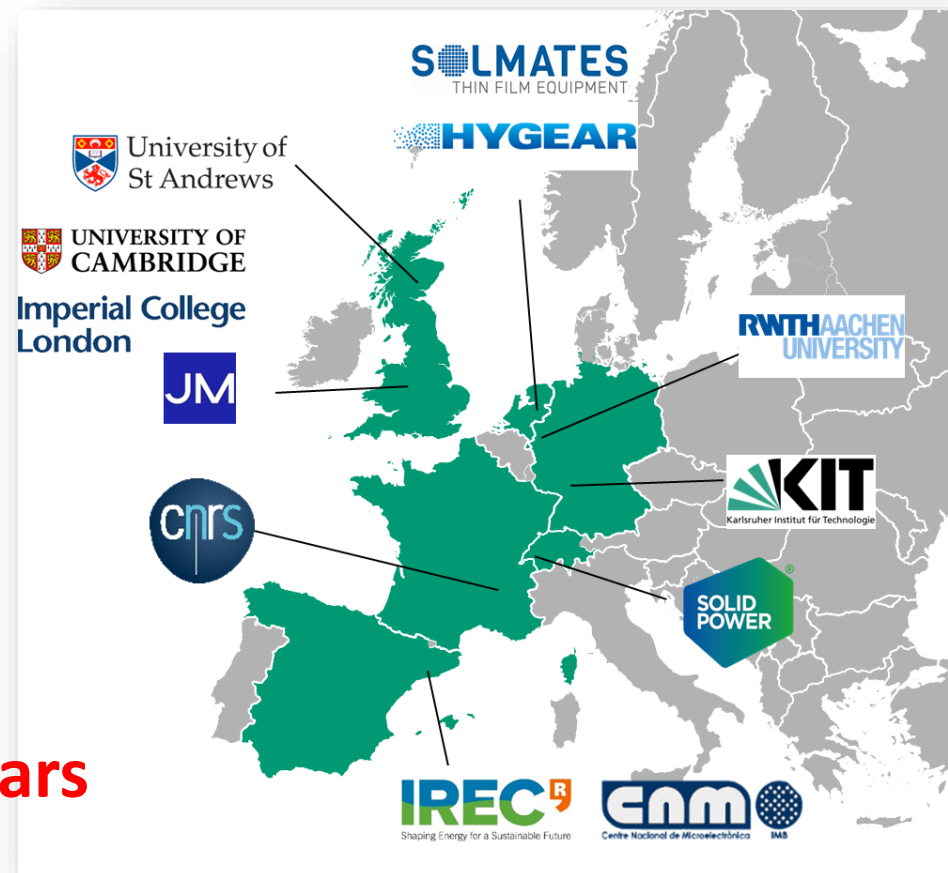 SOLMATES
THIN FILM EQUIPMENT
HYGEAR
University of
St Andrews
UNIVERSITY OF
CAMBRIDGE
Imperial College
London
JM
RWTHAACHEN
UNIVERSITY
KIT
Karlsruher Institut für Technologie
cnrs
SOLID
POWER
®
ars
IREC R
Shaping Energy for a Sustainable Future
cnm
Centre Nacional de Microelectrònica IMB